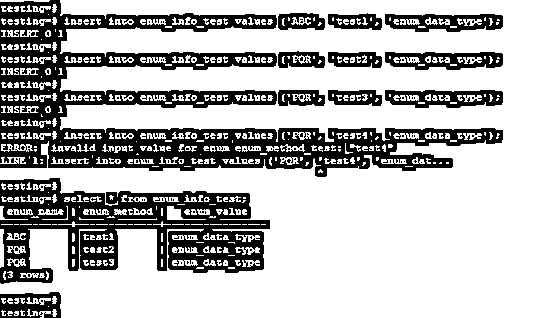 testing=#
testing=# insert into enum_info_test values ('ABC', 'test1', 'enum_data_type');
INSERT 0 1
testing=#
testing=# insert into enum_info_test values ('PQR', 'test2', 'enum_data_type');
INSERT 0 1
testing=#
testing=# insert into enum_info_test values ('PQR', 'test3', 'enum_data_type');
INSERT 0 1
testing=#
testing=# insert into enum_info_test values ('PQR', 'test4', 'enum_data_type');
ERROR:  invalid input value for enum enum_method_test: "test4"
LINE 1: insert into enum_info_test values ('PQR', 'test4', 'enum_dat...
^
testing=#
testing=# select * from enum_info_test;
enum_name | enum_method | enum_value
-----------+-------------+----------------
ABC | test1 | enum_data_type
PQR | test2 | enum_data_type
PQR | test3 | enum_data_type
(3 rows)
testing=#
testing=#